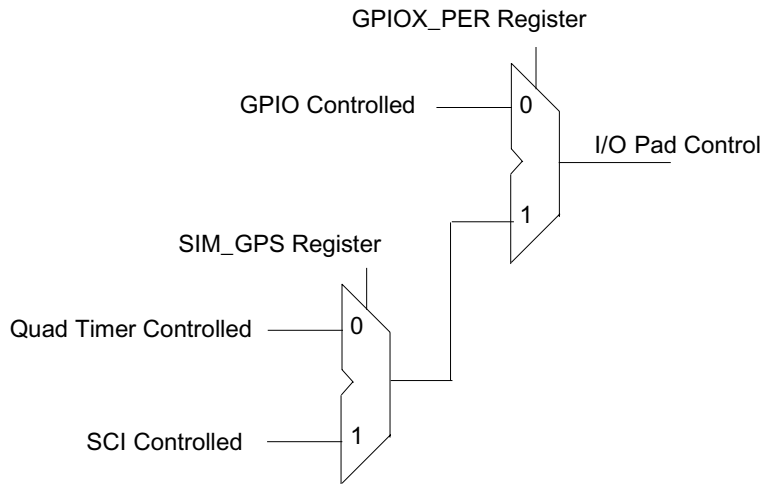 GPIOX_PER Register
GPIO Controlled
0
I/O Pad Control
1
SIM_GPS Register
Quad Timer Controlled
0
SCI Controlled
1